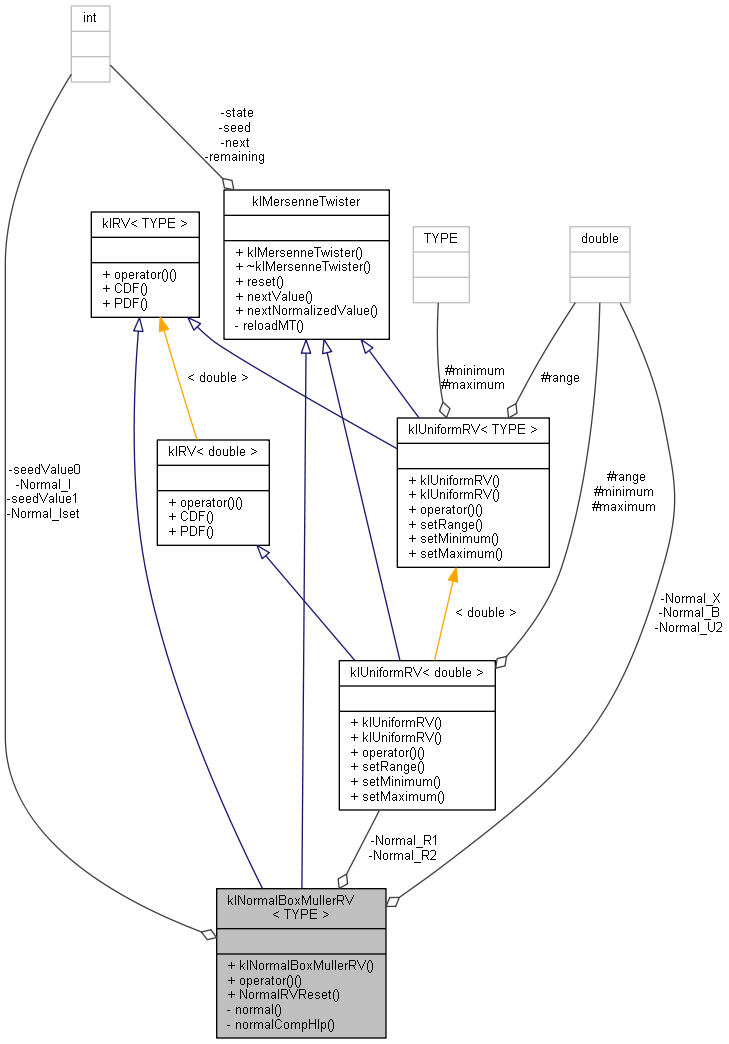 int
-state
-seed
-next
-remaining
klMersenneTwister
+ klMersenneTwister()
+ ~klMersenneTwister()
+ reset()
+ nextValue()
+ nextNormalizedValue()
- reloadMT()
klRV< TYPE >
+ operator()()
+ CDF()
+ PDF()
TYPE
double
< double >
#minimum
#maximum
#range
klUniformRV< TYPE >
+ klUniformRV()
+ klUniformRV()
+ operator()()
+ setRange()
+ setMinimum()
+ setMaximum()
klRV< double >
+ operator()()
+ CDF()
+ PDF()
-seedValue0
-Normal_I
-seedValue1
-Normal_Iset
#range
#minimum
#maximum
< double >
-Normal_X
-Normal_B
-Normal_U2
klUniformRV< double >
+ klUniformRV()
+ klUniformRV()
+ operator()()
+ setRange()
+ setMinimum()
+ setMaximum()
-Normal_R1
-Normal_R2
klNormalBoxMullerRV
< TYPE >
+ klNormalBoxMullerRV()
+ operator()()
+ NormalRVReset()
- normal()
- normalCompHlp()